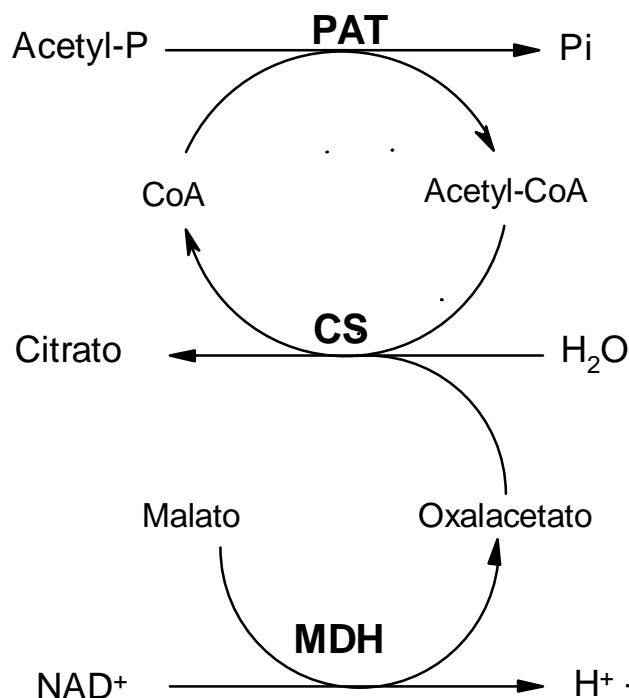 Acetyl-P PAT Pi
CoA Acetyl-CoA
Citrato CS H₂O
Malato Oxalacetato
MDH
NAD⁺ H⁺ -